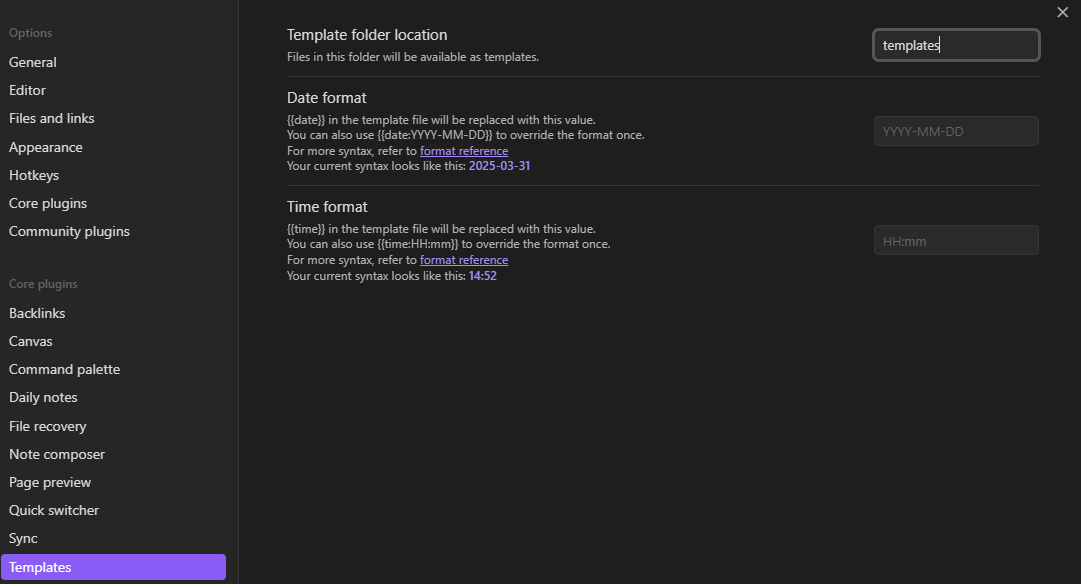 Options
General
Editor
Files and links
Appearance
Hotkeys
Core plugins
Community plugins
Core plugins
Backlinks
Canvas
Command palette
Daily notes
File recovery
Note composer
Page preview
Quick switcher
Sync
Templates
Template folder location
Files in this folder will be available as templates.
templates
Date format
{{date}} in the template file will be replaced with this value.
You can also use {{date:YYYY-MM-DD}} to override the format once.
For more syntax, refer to format reference
Your current syntax looks like this: 2025-03-31
YYYY-MM-DD
Time format
{{time}} in the template file will be replaced with this value.
You can also use {{time:HH:mm}} to override the format once.
For more syntax, refer to format reference
Your current syntax looks like this: 14:52
HH:mm